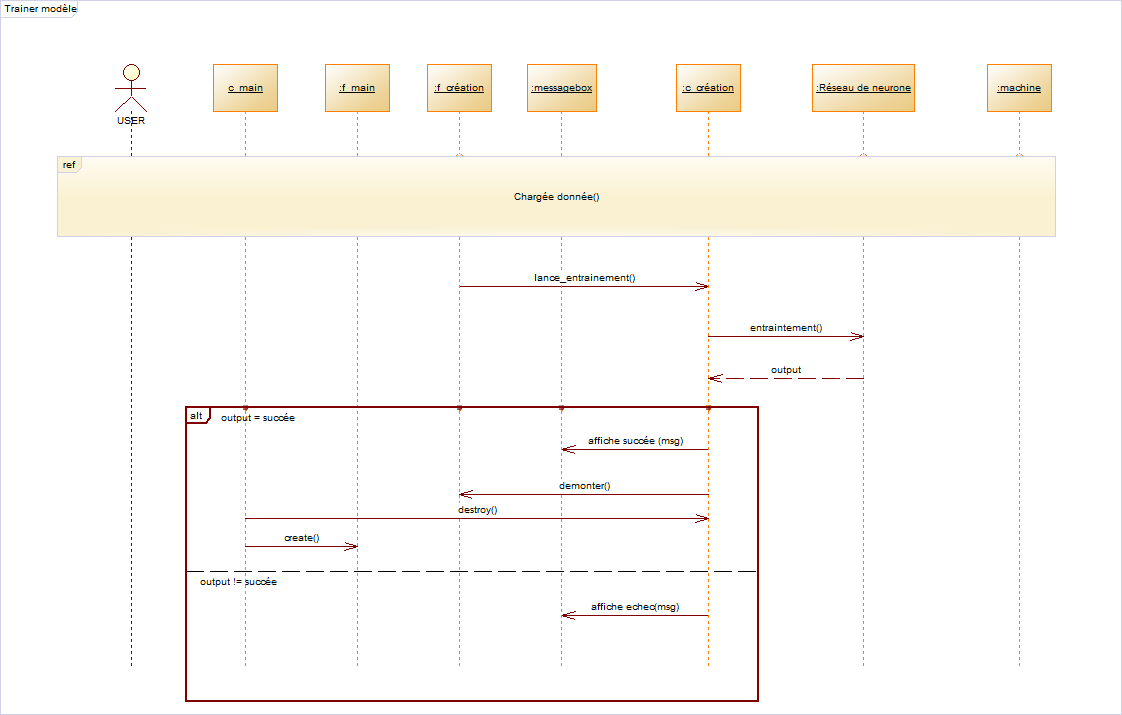 Trainer modèle
USER
c_main
:f_main
:f_création
:messagebox
:c_création
:Réseau de neurone
:machine
ref
Chargée donnée()
lance_entrainement()
entraintement()
output
alt
output = succée
affiche succée (msg)
demonter()
destroy()
create()
output != succée
affiche echec(msg)